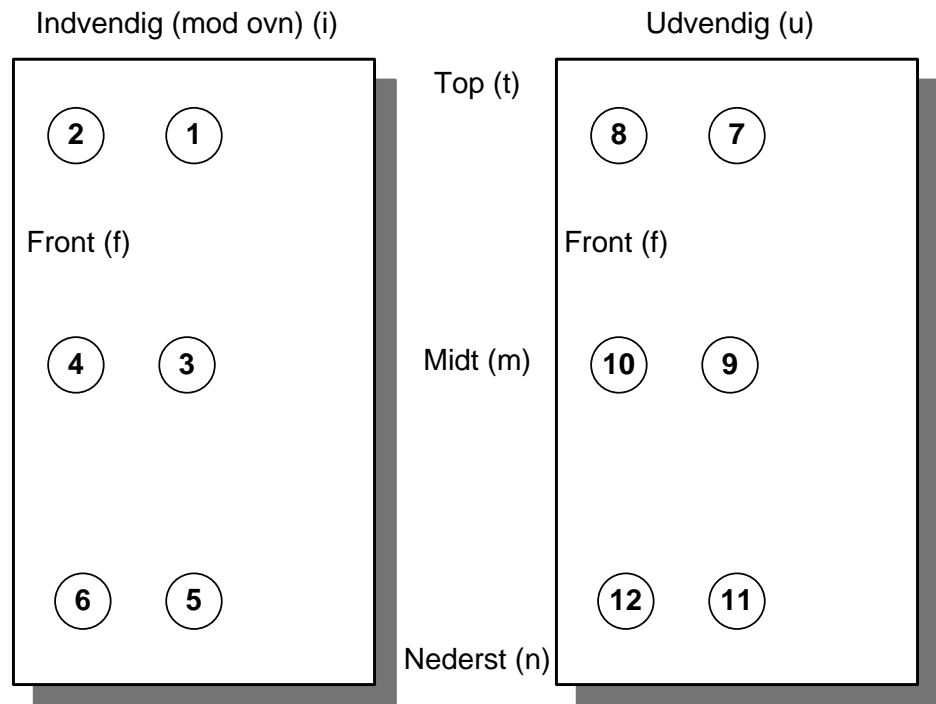 Indvendig (mod ovn) (i)
Udvendig (u)
Top (t)
2 1
8 7
Front (f)
Front (f)
4 3
Midt (m)
10 9
6 5
12 11
Nederst (n)